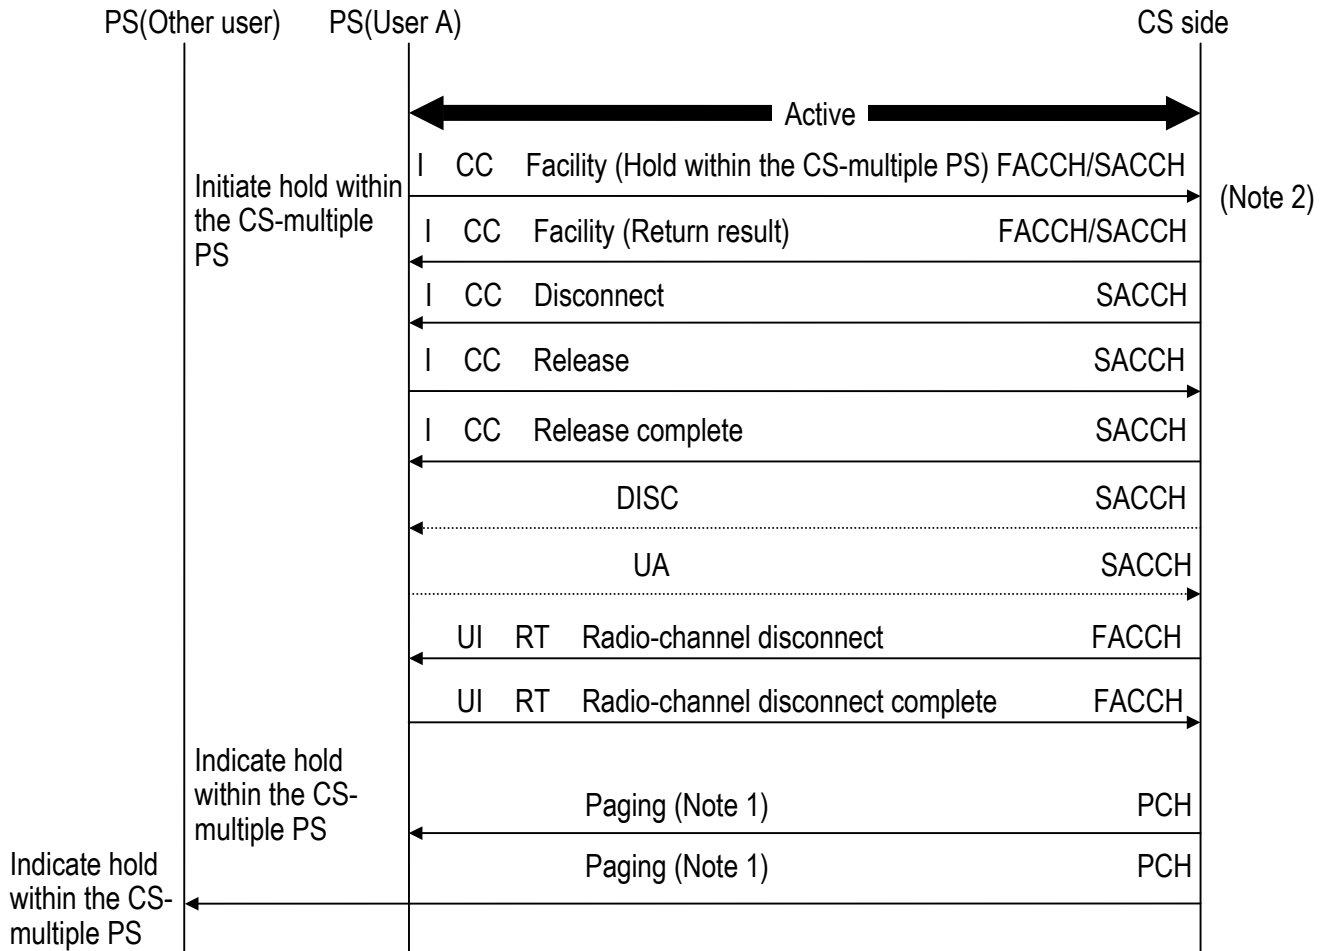 PS(Other user) PS(User A) CS side
Active
I CC Facility (Hold within the CS-multiple PS) FACCH/SACCH
Initiate hold within
the CS-multiple
PS
(Note 2)
I CC Facility (Return result) FACCH/SACCH
I CC Disconnect SACCH
I CC Release SACCH
I CC Release complete SACCH
DISC SACCH
UA SACCH
UI RT Radio-channel disconnect FACCH
UI RT Radio-channel disconnect complete FACCH
Indicate hold
within the CS-
multiple PS
Paging (Note 1) PCH
Paging (Note 1) PCH
Indicate hold
within the CS-
multiple PS